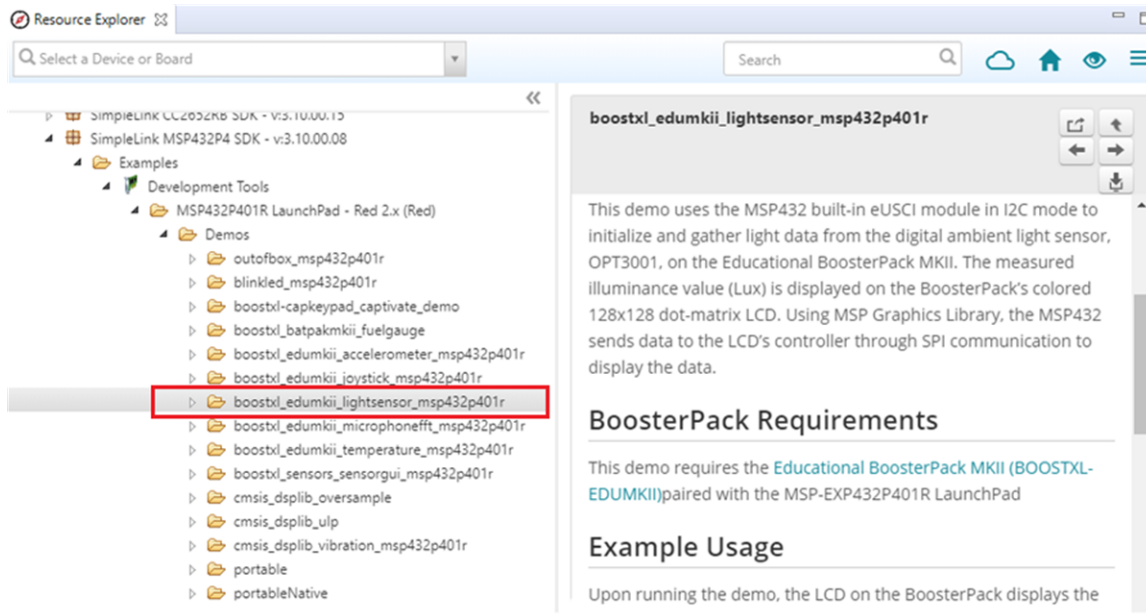 Resource Explorer
Select a Device or Board
Search
SimpleLink CC2652RB SDK - v:3.10.00.15
SimpleLink MSP432P4 SDK - v:3.10.00.08
Examples
Development Tools
MSP432P401R LaunchPad - Red 2.x (Red)
Demos
outofbox_msp432p401r
blinkled_msp432p401r
boostxl-capkeypad_captivate_demo
boostxl_batpakmkii_fuelgauge
boostxl_edumkii_accelerometer_msp432p401r
boostxl_edumkii_joystick_msp432p401r
boostxl_edumkii_lightsensor_msp432p401r
boostxl_edumkii_microphonefft_msp432p401r
boostxl_edumkii_temperature_msp432p401r
boostxl_sensors_sensorgui_msp432p401r
cmsis_dsplib_oversample
cmsis_dsplib_ulp
cmsis_dsplib_vibration_msp432p401r
portable
portableNative
boostxl_edumkii_lightsensor_msp432p401r
This demo uses the MSP432 built-in eUSCI module in I2C mode to
initialize and gather light data from the digital ambient light sensor,
OPT3001, on the Educational BoosterPack MKII. The measured
illuminance value (Lux) is displayed on the BoosterPack's colored
128x128 dot-matrix LCD. Using MSP Graphics Library, the MSP432
sends data to the LCD's controller through SPI communication to
display the data.
BoosterPack Requirements
This demo requires the Educational BoosterPack MKII (BOOSTXL-
EDUMKII)paired with the MSP-EXP432P401R LaunchPad
Example Usage
Upon running the demo, the LCD on the BoosterPack displays the